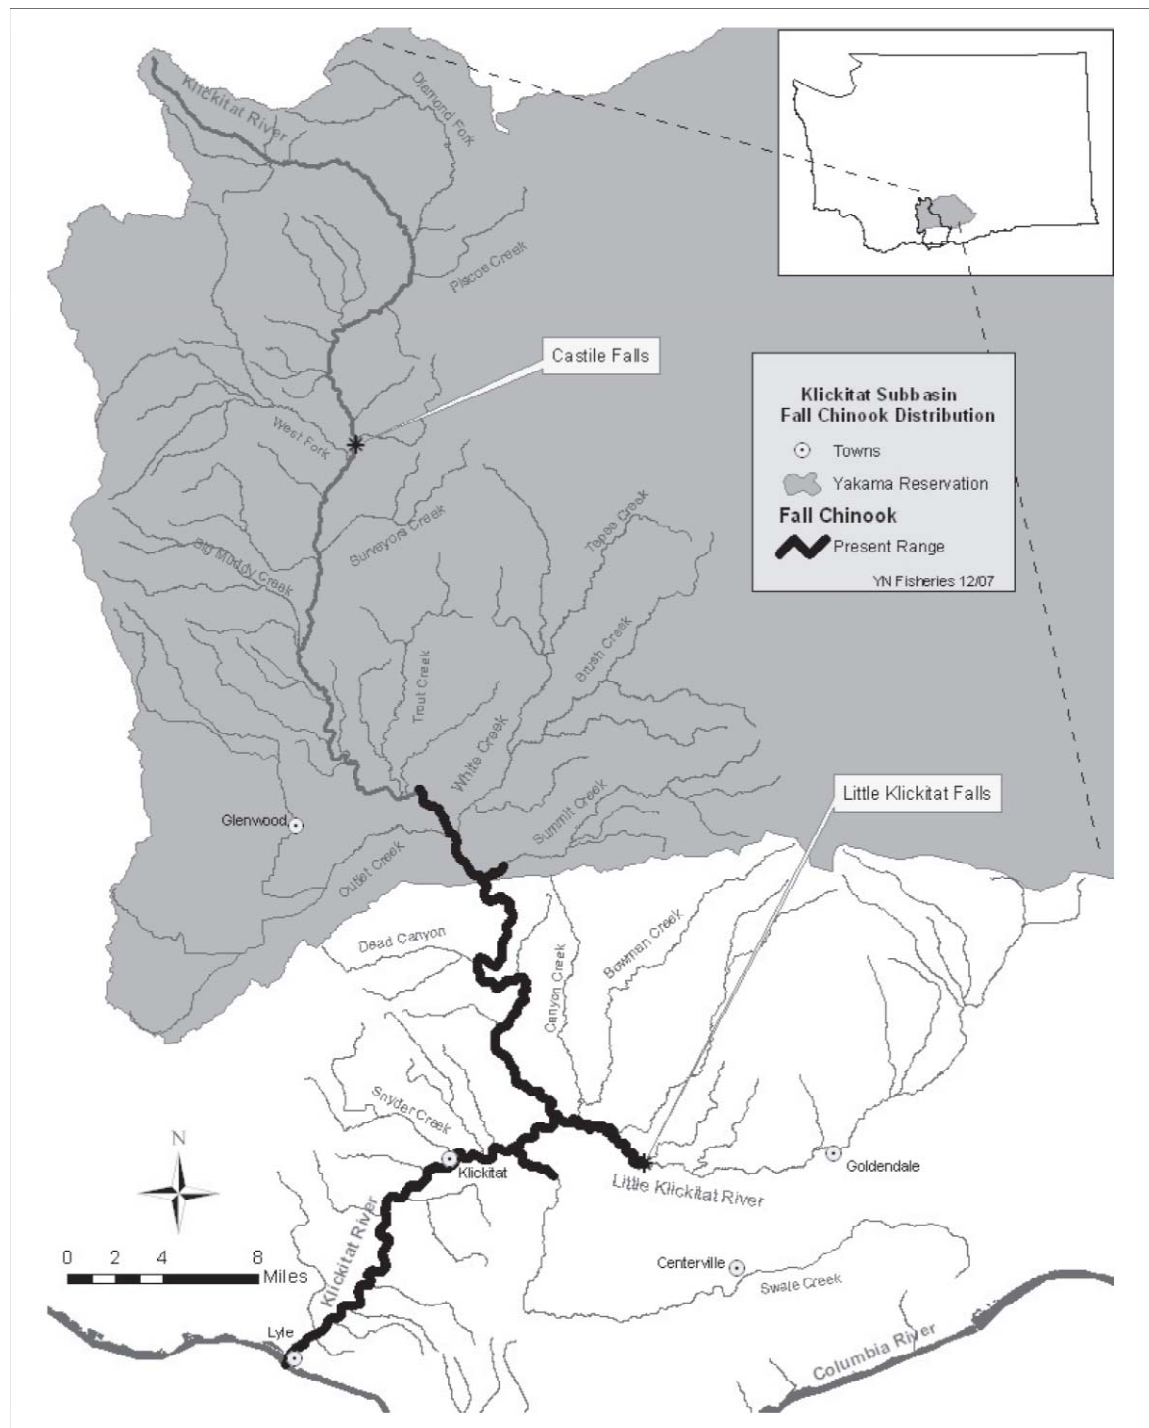 Klickitat River
Diamond Fork
Piscoe Creek
Castile Falls
Klickitat Subbasin
Fall Chinook Distribution
Towns
Yakama Reservation
Fall Chinook
Present Range
YN Fisheries 12/07
West Fork
Surveyors Creek
Tepee Creek
Big Muddy Creek
Brush Creek
Trout Creek
White Creek
Little Klickitat Falls
Summit Creek
Glenwood
Outlet Creek
Dead Canyon
Canyon Creek
Bowman Creek
Snyder Creek
N
Klickitat
Goldendale
Little Klickitat River
Klickitat River
0 2 4 8
Miles
Centerville
Swale Creek
Lyle
Columbia River